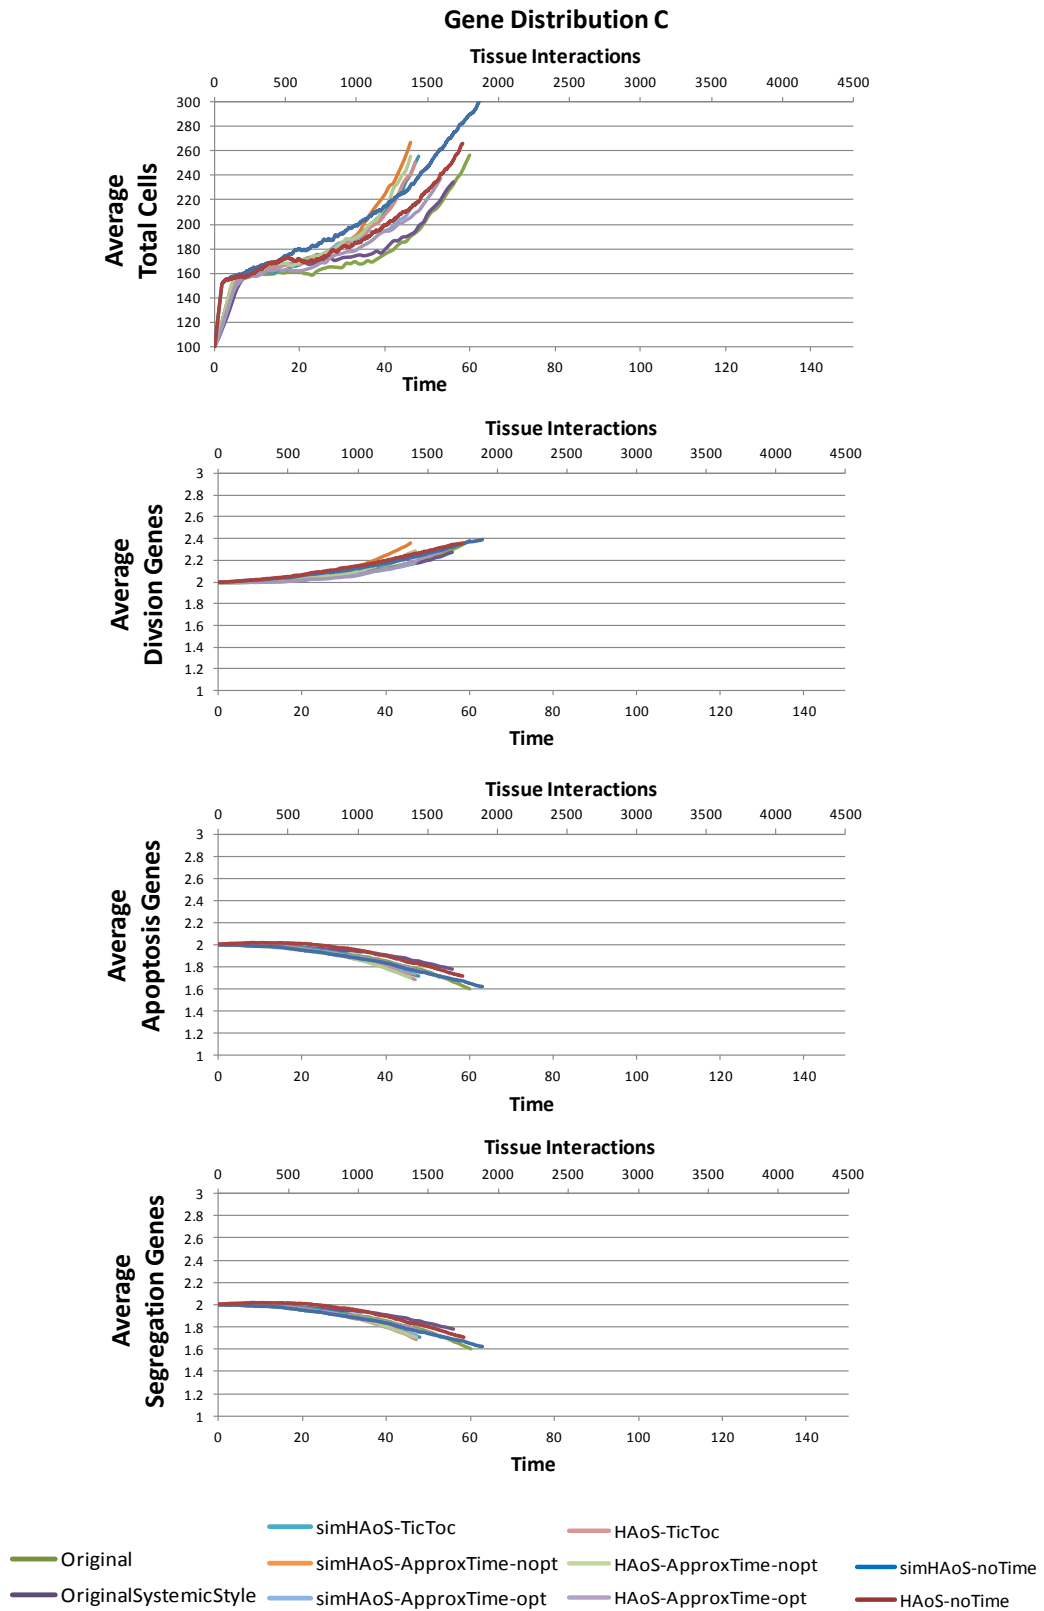 Gene Distribution C
Tissue Interactions
0 500 1000 1500 2000 2500 3000 3500 4000 4500
300
280
260
240
220
200
180
160
140
120
100
Average
Total Cells
0 20 40 60 80 100 120 140
Time
Tissue Interactions
0 500 1000 1500 2000 2500 3000 3500 4000 4500
3
2.8
2.6
2.4
2.2
2
1.8
1.6
1.4
1.2
1
Average
Divsion Genes
0 20 40 60 80 100 120 140
Time
Tissue Interactions
0 500 1000 1500 2000 2500 3000 3500 4000 4500
3
2.8
2.6
2.4
2.2
2
1.8
1.6
1.4
1.2
1
Average
Apoptosis Genes
0 20 40 60 80 100 120 140
Time
Tissue Interactions
0 500 1000 1500 2000 2500 3000 3500 4000 4500
3
2.8
2.6
2.4
2.2
2
1.8
1.6
1.4
1.2
1
Average
Segregation Genes
0 20 40 60 80 100 120 140
Time
simHAoS-TicToc HAoS-TicToc
Original simHAoS-ApproxTime-nopt HAoS-ApproxTime-nopt simHAoS-noTime
OriginalSystemicStyle simHAoS-ApproxTime-opt HAoS-ApproxTime-opt HAoS-noTime